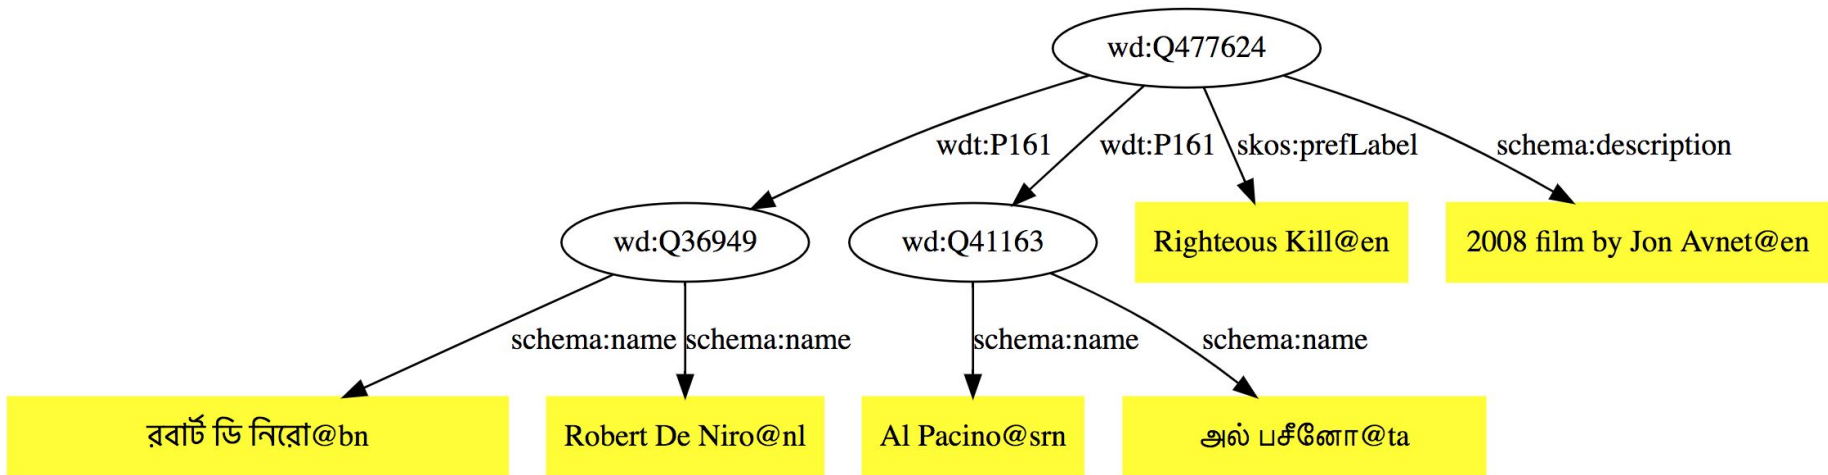 wd:Q477624
wdt:P161
wdt:P161
skos:prefLabel
schema:description
wd:Q36949
wd:Q41163
Righteous Kill@en
2008 film by Jon Avnet@en
schema:name
schema:name
schema:name
schema:name
রবার্ট ডি নিরো@bn
Robert De Niro@nl
Al Pacino@srn
அல் பசீனோ@ta